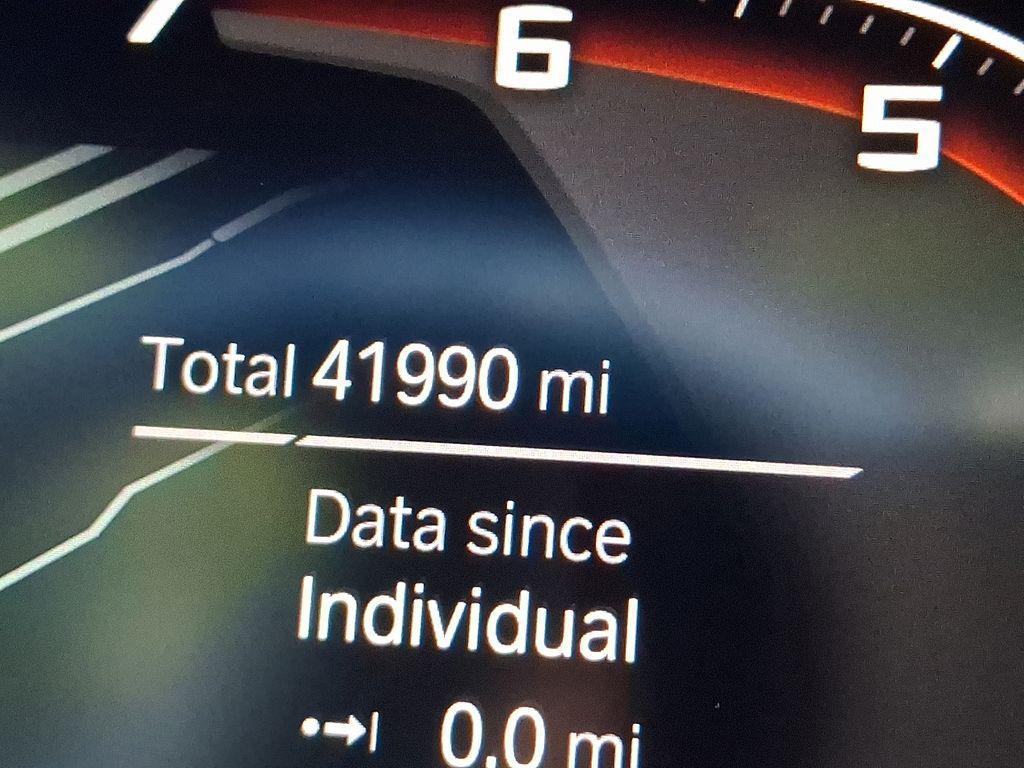 6
5
Total 41990 mi
Data since
Individual
0.0 mi